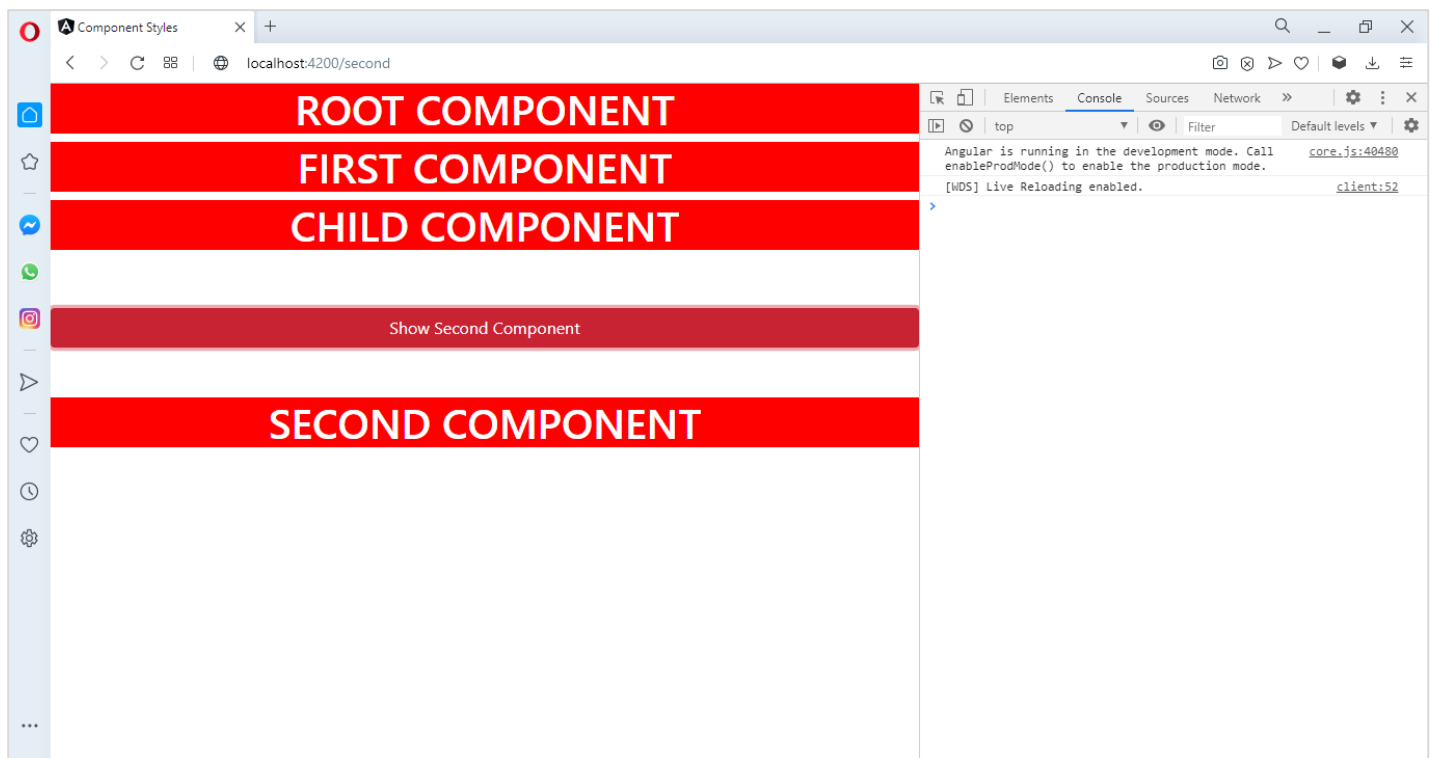 Component Styles
localhost:4200/second
ROOT COMPONENT
FIRST COMPONENT
CHILD COMPONENT
Show Second Component
SECOND COMPONENT
Elements Console Sources Network »
top Filter Default levels
Angular is running in the development mode. Call core.js:40480
enableProdMode() to enable the production mode.
[WDS] Live Reloading enabled. client:52